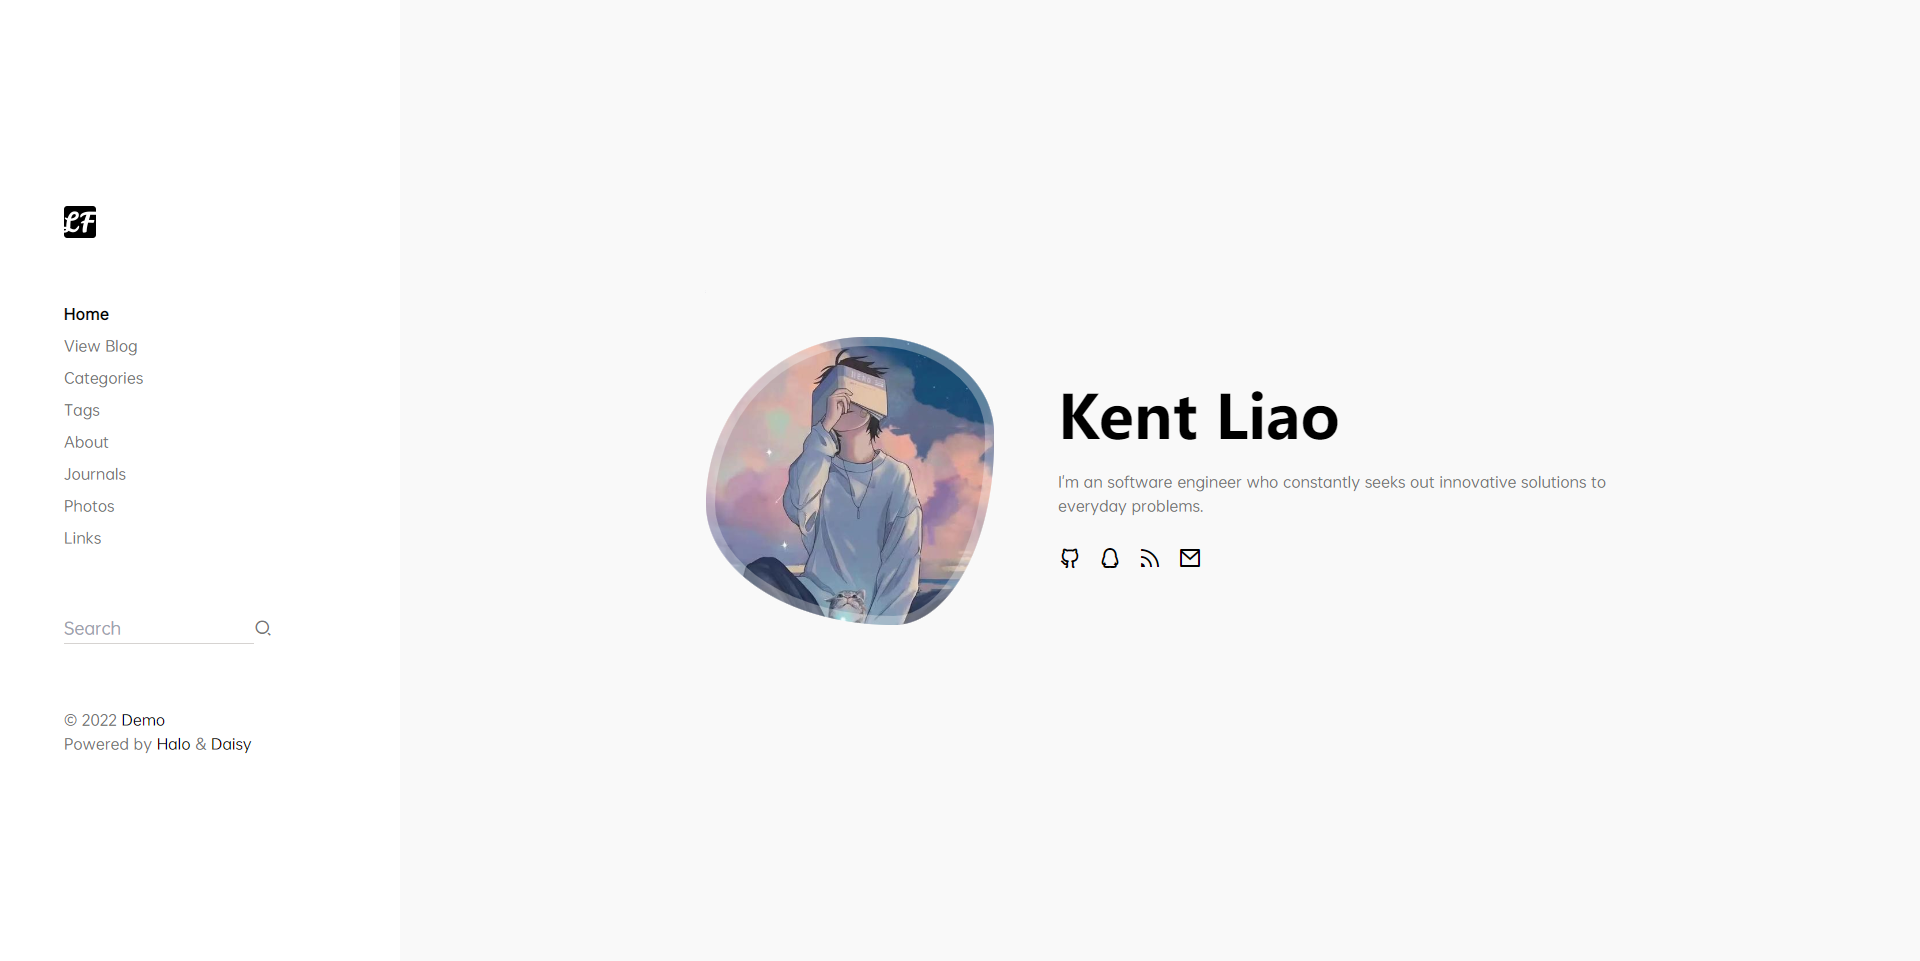 LF
Home
View Blog
Categories
Tags
About
Journals
Photos
Links
Search
© 2022 Demo
Powered by Halo & Daisy
Kent Liao
I'm an software engineer who constantly seeks out innovative solutions to
everyday problems.